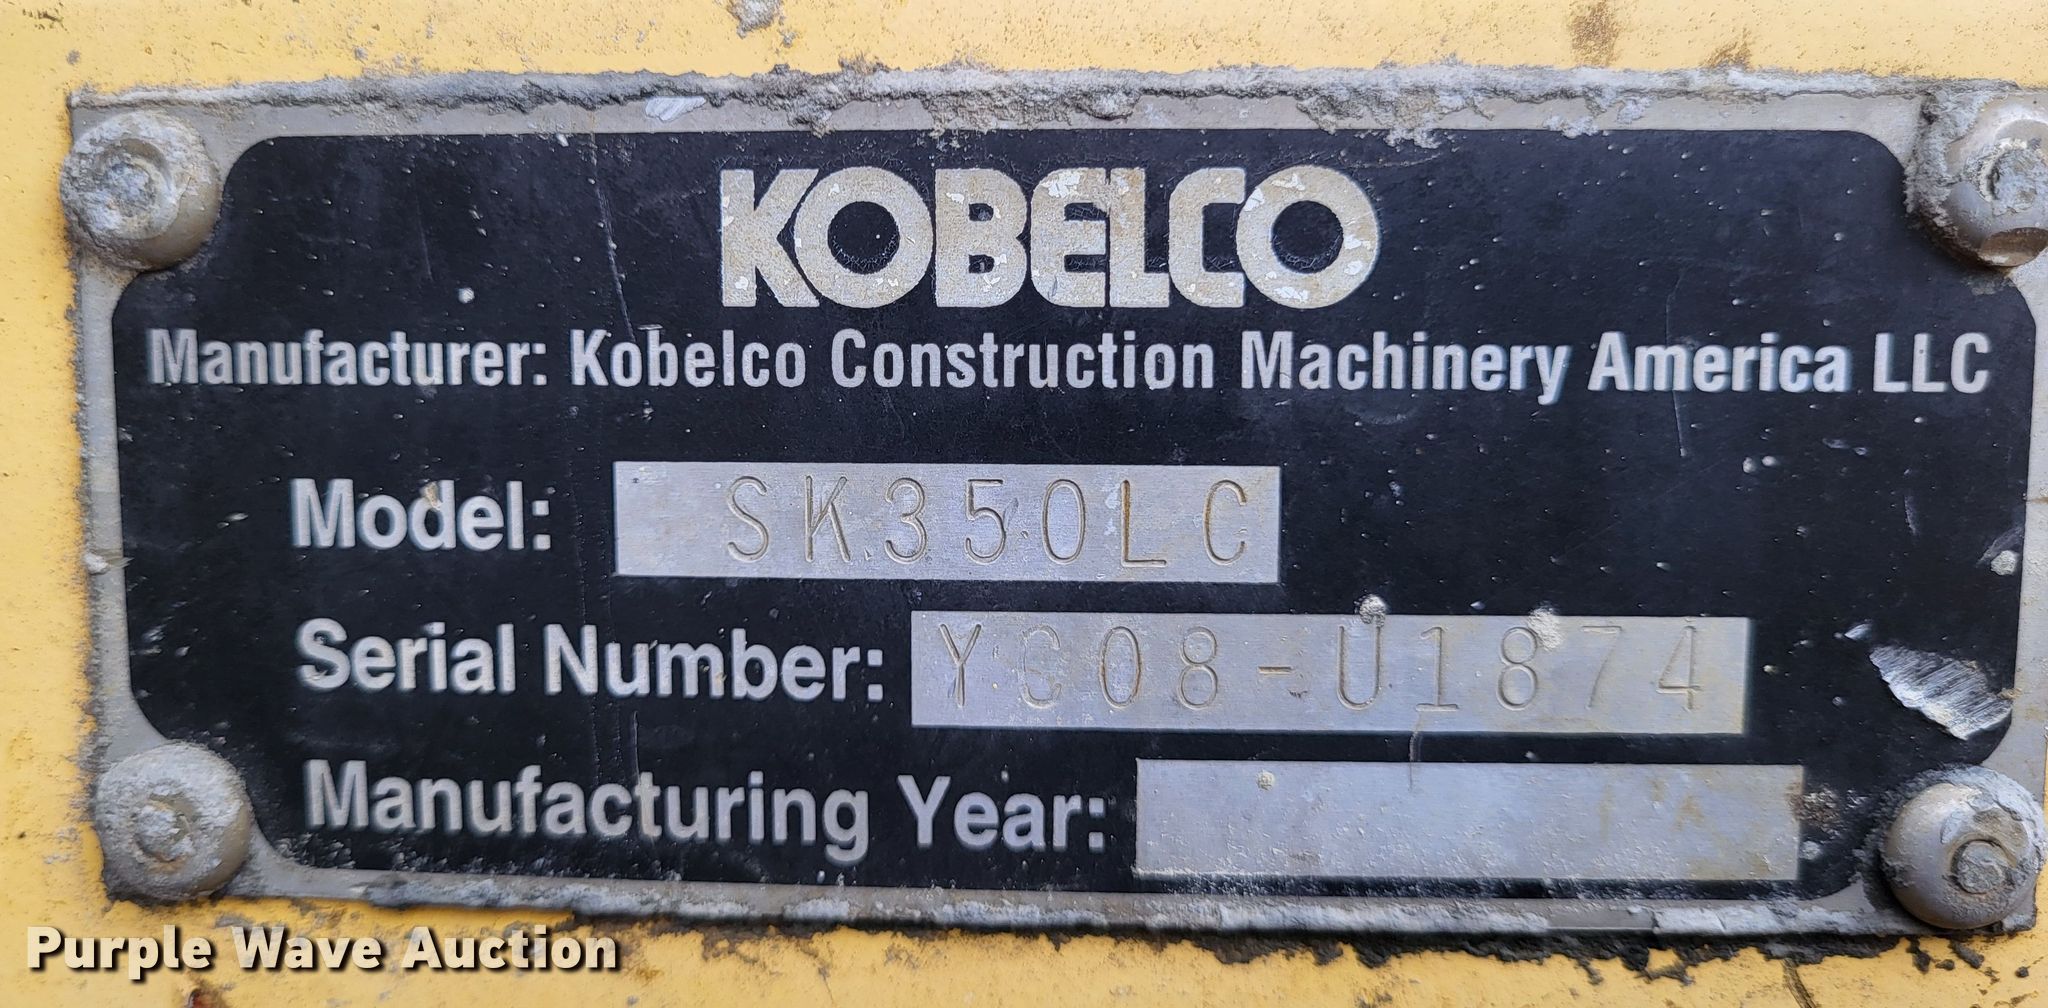 KOBELCO
Manufacturer: Kobelco Construction Machinery America LLC
Model: SK350LC
Serial Number: YC08-U1874
Manufacturing Year:
Purple Wave Auction